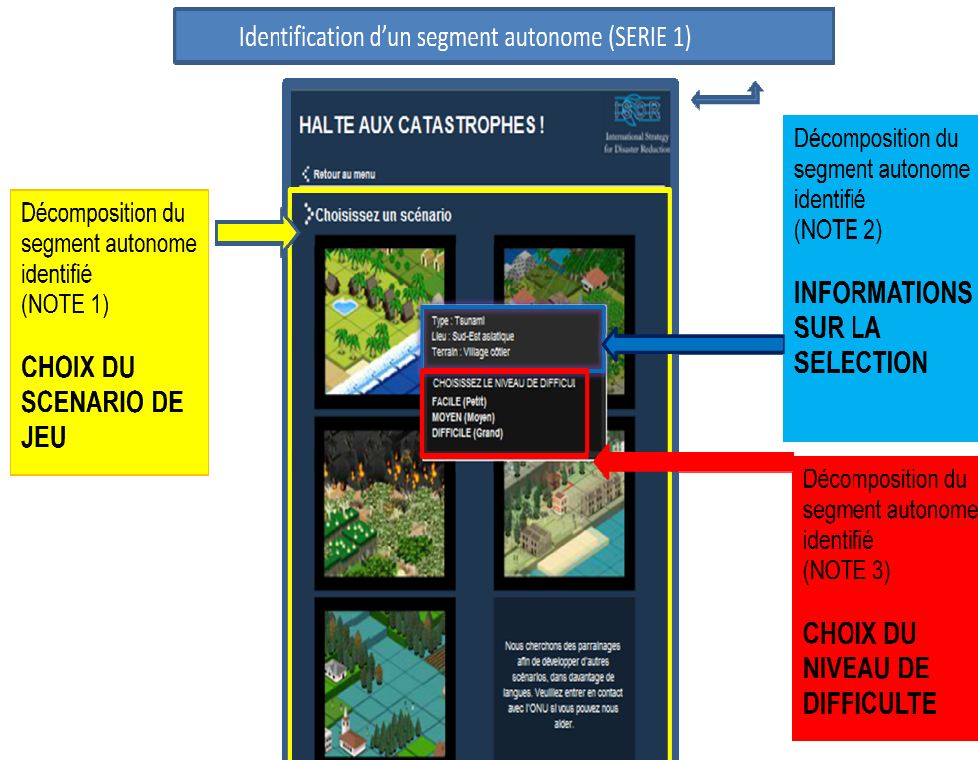 Identification d’un segment autonome (SERIE 1)
HALTE AUX CATASTROPHES !
ISDR
International Strategy
for Disaster Reduction
Retour au menu
Choisissez un scénario
Type : Tsunami
Lieu : Sud-Est asiatique
Terrain : Village côtier
CHOISISSEZ LE NIVEAU DE DIFFICUI
FACILE (Petit)
MOYEN (Moyen)
DIFFICILE (Grand)
Nous cherchons des parrainages
afin de développer d'autres
scénarios, dans davantage de
langues. Veuillez entrer en contact
avec l'ONU si vous pouvez nous
aider.
Décomposition du
segment autonome
identifié
(NOTE 1)
CHOIX DU
SCENARIO DE
JEU
Décomposition du
segment autonome
identifié
(NOTE 2)
INFORMATIONS
SUR LA
SELECTION
Décomposition du
segment autonome
identifié
(NOTE 3)
CHOIX DU
NIVEAU DE
DIFFICULTE